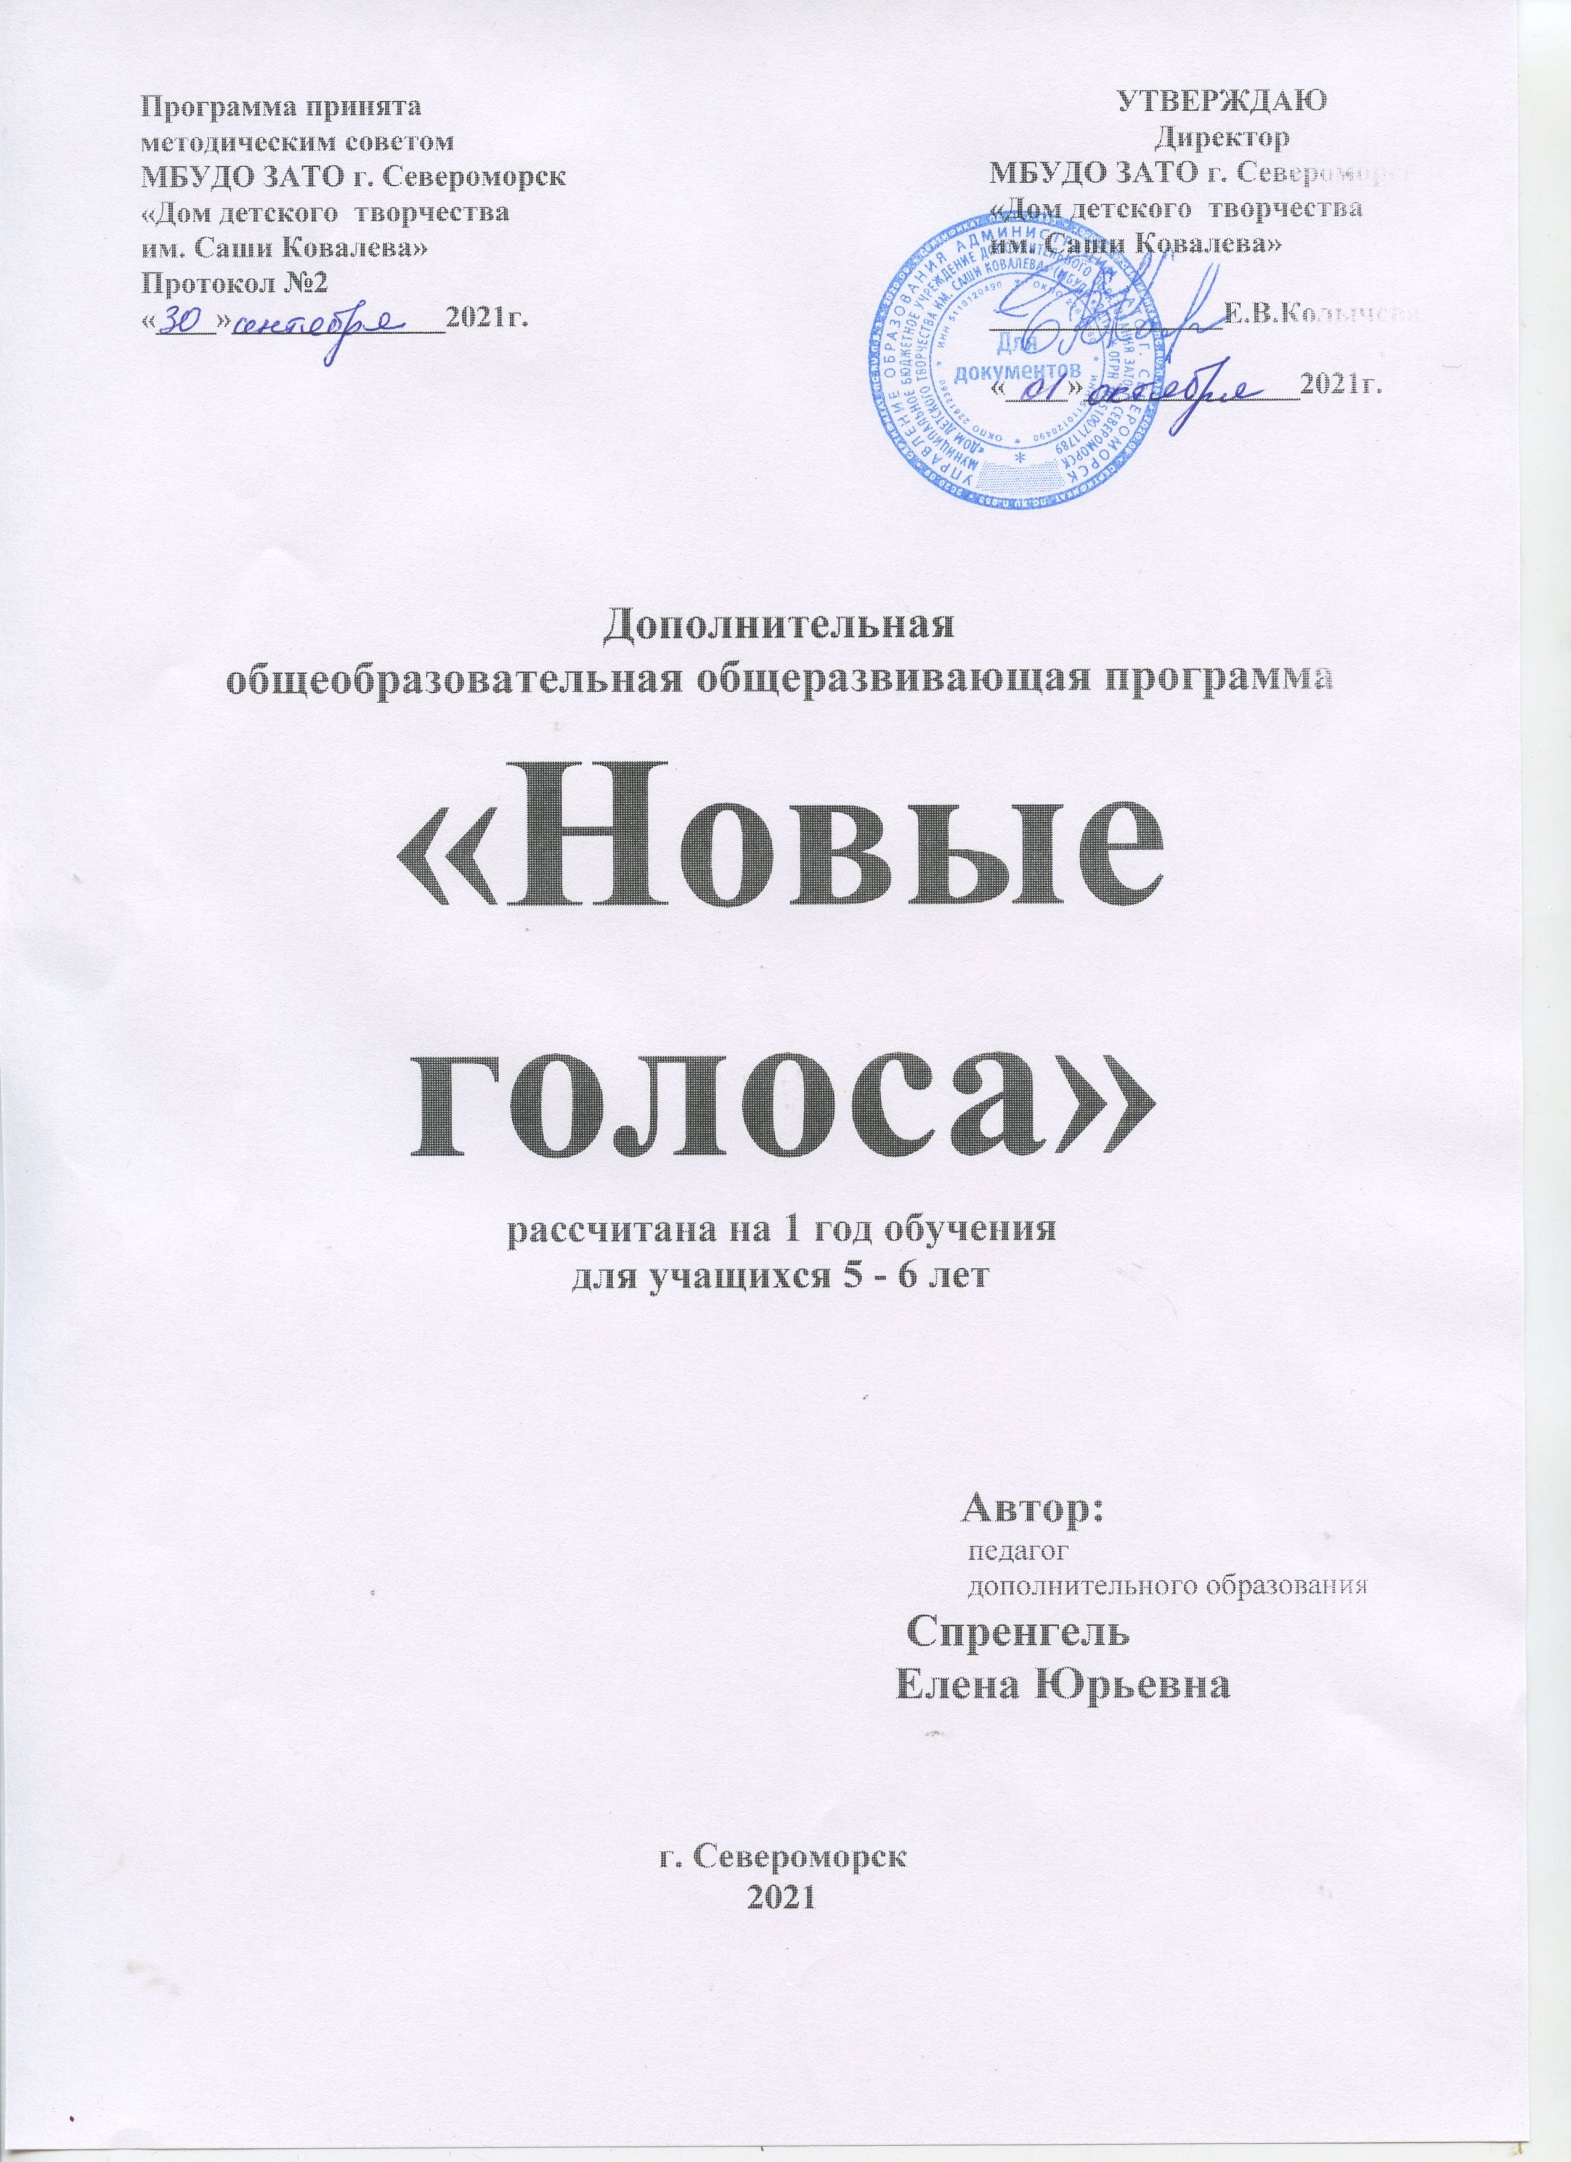 Программа принята
методическим советом
МБУДО ЗАТО г. Североморск
«Дом детского творчества
им. Саши Ковалева»
Протокол №2
«30» сентября 2021г.
УТВЕРЖДАЮ
Директор
МБУДО ЗАТО г. Североморск
«Дом детского творчества
им. Саши Ковалева»
Е.В.Колычева
«01» октября 2021г.
Для
документов
Дополнительная
общеобразовательная общеразвивающая программа
«Новые
голоса»
рассчитана на 1 год обучения
для учащихся 5 - 6 лет
Автор:
педагог
дополнительного образования
Спренгель
Елена Юрьевна
г. Североморск
2021